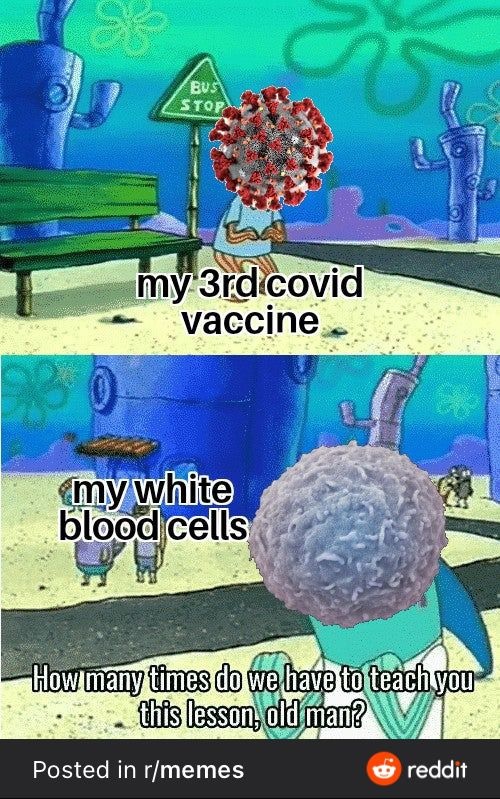 BUS
STOP
my 3rd covid
vaccine
my white
blood cells
How many times do we have to teach you
this lesson, old man?
Posted in r/memes
reddit